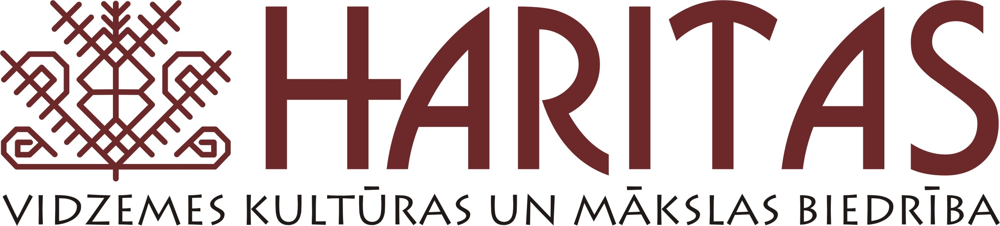 HARITAS
VIDZEMES KULTŪRAS UN MĀKSLAS BIEDRĪBA